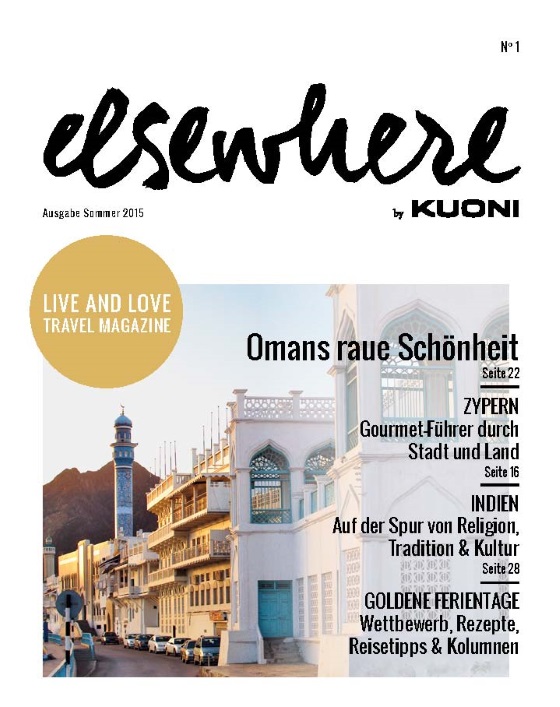 Nº 1
elsewhere
Ausgabe Sommer 2015
by KUONI
LIVE AND LOVE
TRAVEL MAGAZINE
Omans raue Schönheit
Seite 22
ZYPERN
Gourmet-Führer durch
Stadt und Land
Seite 16
INDIEN
Auf der Spur von Religion,
Tradition & Kultur
Seite 28
GOLDENE FERIENTAGE
Wettbewerb, Rezepte,
Reisetipps & Kolumnen